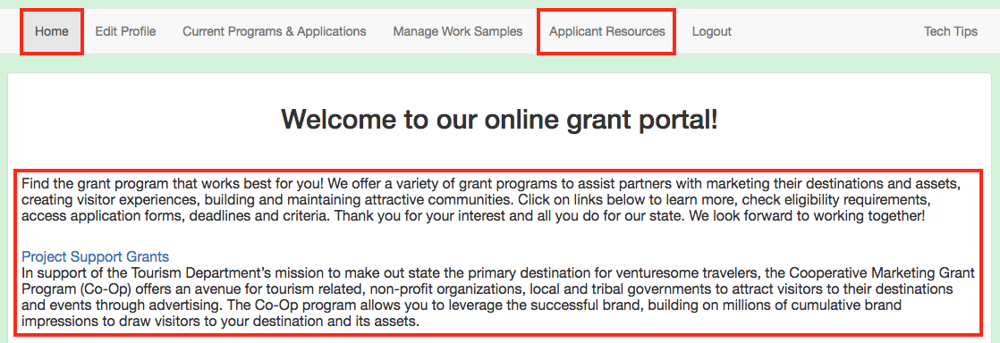 Home Edit Profile Current Programs & Applications Manage Work Samples Applicant Resources Logout Tech Tips
Welcome to our online grant portal!
Find the grant program that works best for you! We offer a variety of grant programs to assist partners with marketing their destinations and assets,
creating visitor experiences, building and maintaining attractive communities. Click on links below to learn more, check eligibility requirements,
access application forms, deadlines and criteria. Thank you for your interest and all you do for our state. We look forward to working together!
Project Support Grants
In support of the Tourism Department’s mission to make out state the primary destination for venturesome travelers, the Cooperative Marketing Grant
Program (Co-Op) offers an avenue for tourism related, non-profit organizations, local and tribal governments to attract visitors to their destinations
and events through advertising. The Co-Op program allows you to leverage the successful brand, building on millions of cumulative brand
impressions to draw visitors to your destination and its assets.